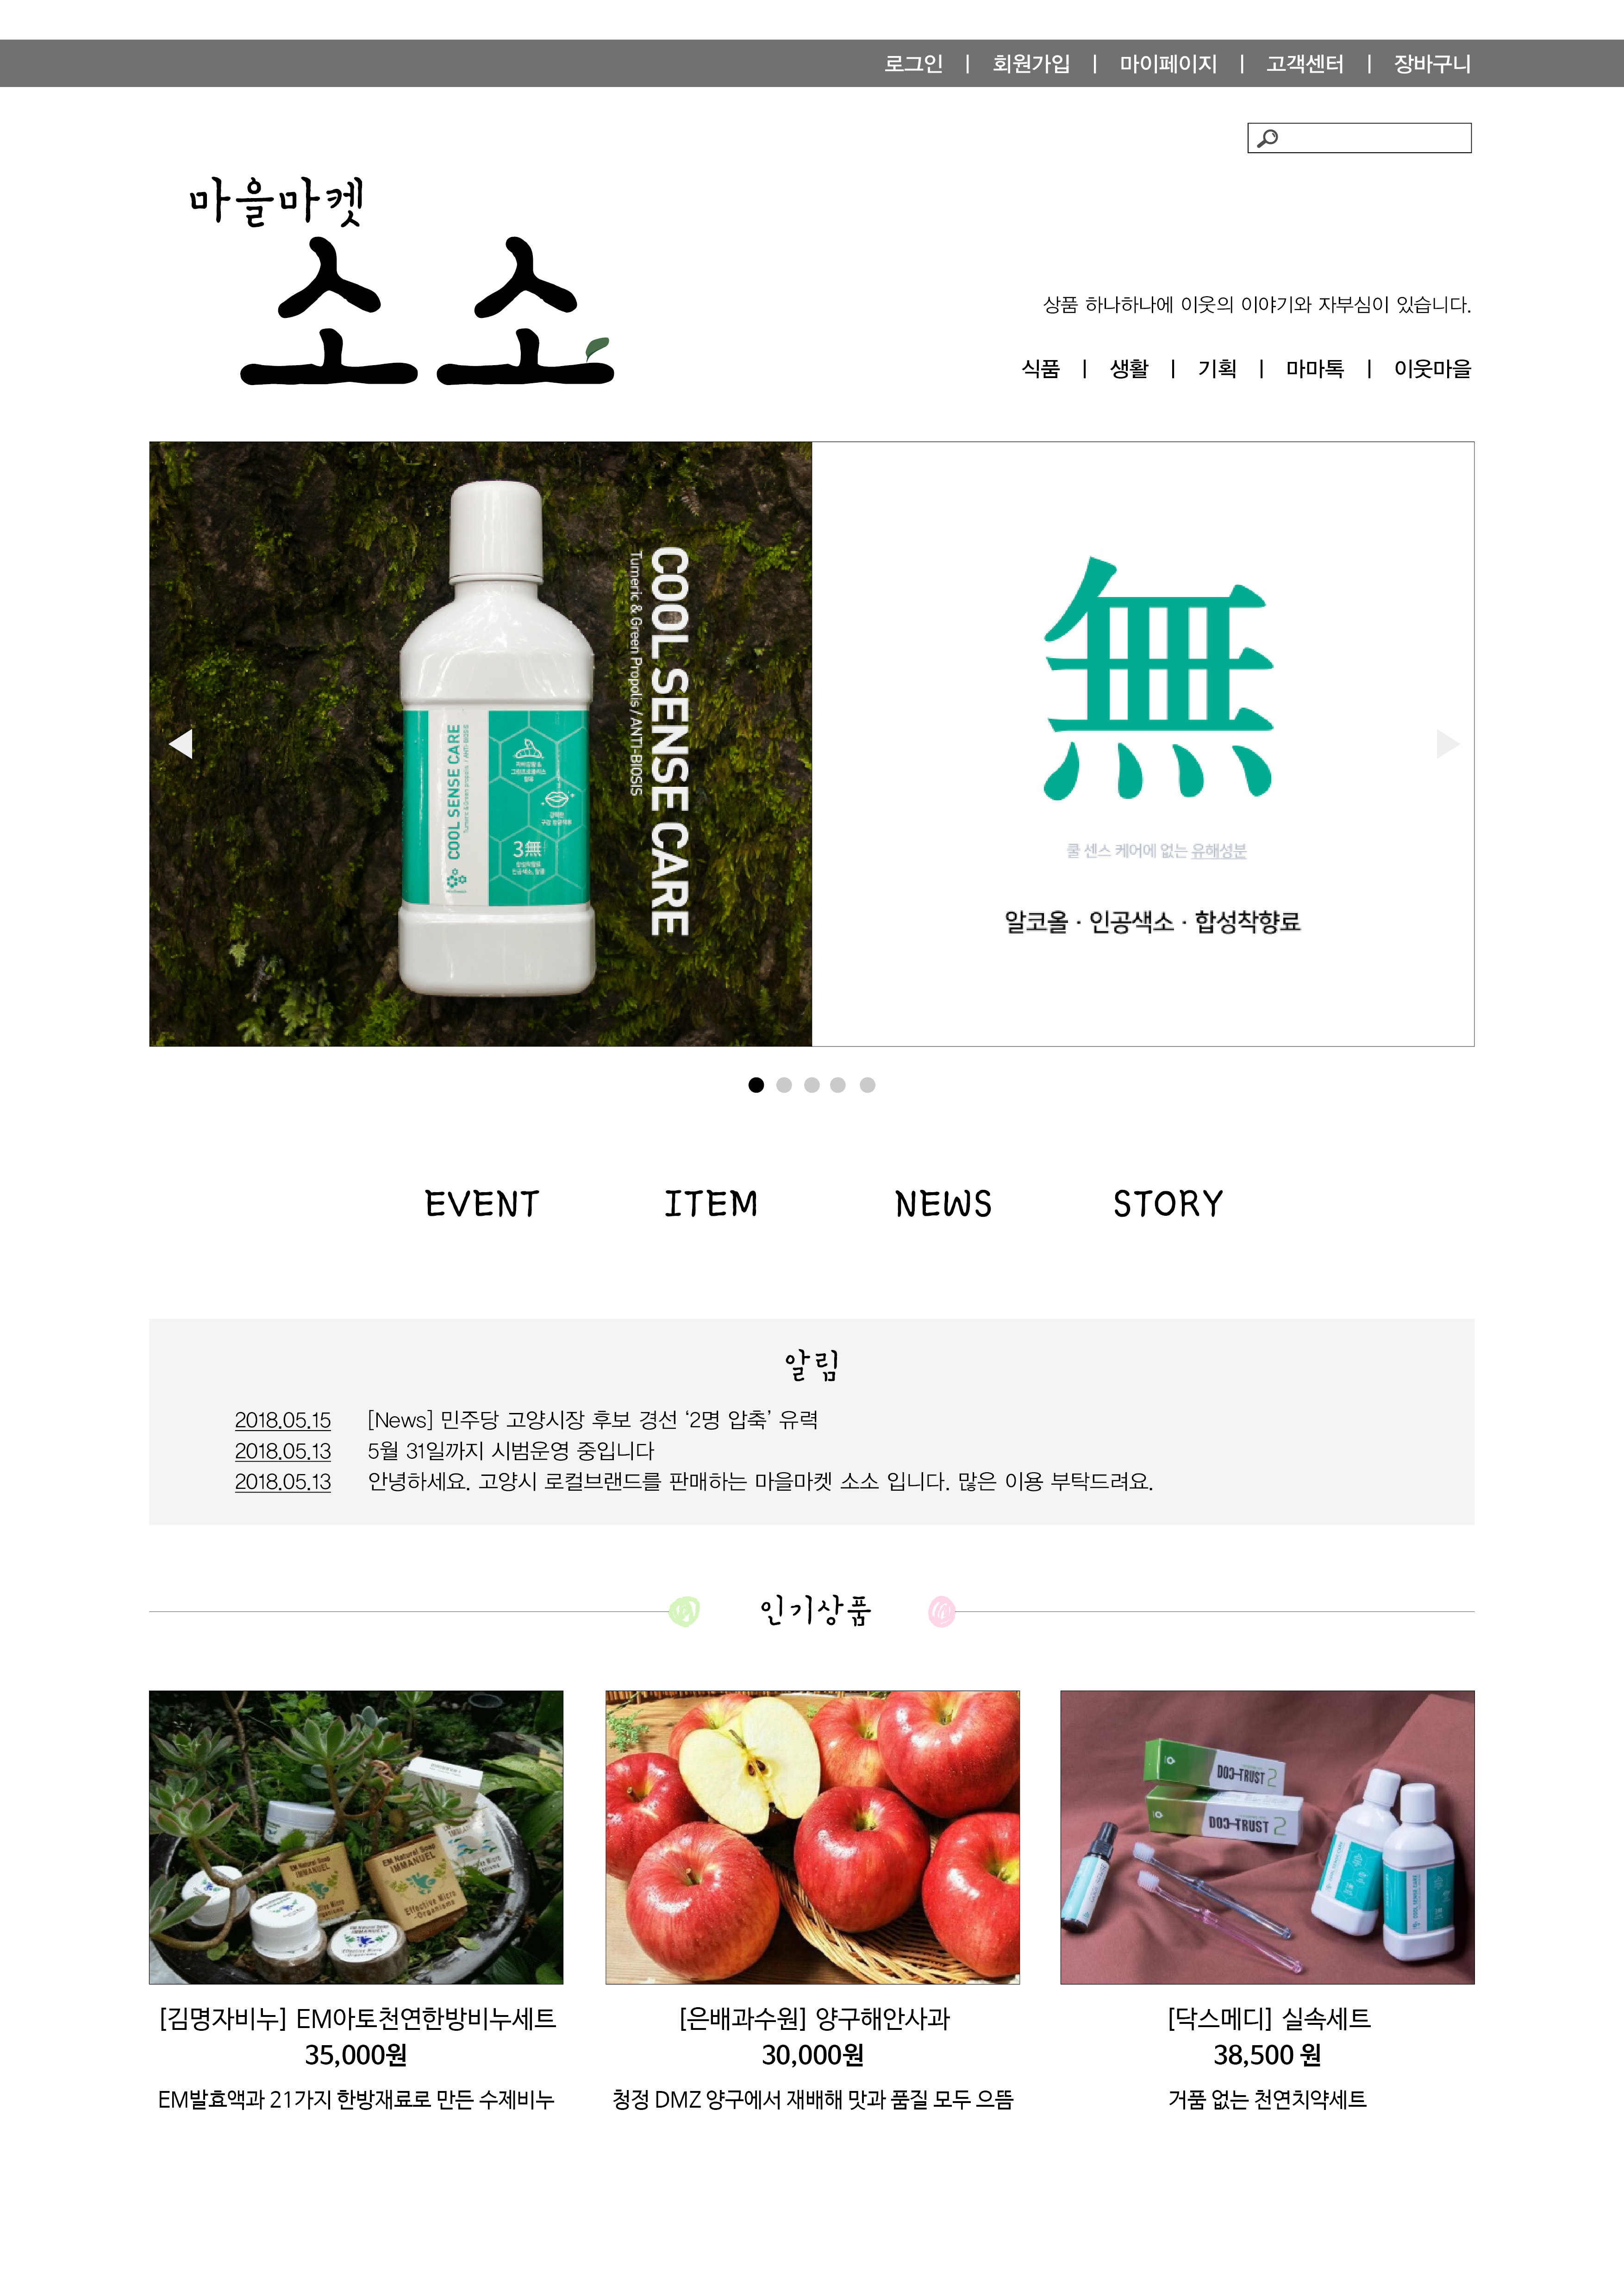 로그인 | 회원가입 | 마이페이지 | 고객센터 | 장바구니
마을마켓
소소
상품 하나하나에 이웃의 이야기와 자부심이 있습니다.
식품 | 생활 | 기획 | 마마톡 | 이웃마을
COOL SENSE CARE
Tumeric & Green Propolis / ANTI-BIOSIS
COOL SENSE CARE
Tumeric & Green propolis / ANTI-BIOSIS
3無
인공색소, 알콜
無
쿨 센스 케어에 없는 유해성분
알코올 · 인공색소 · 합성착향료
EVENT ITEM NEWS STORY
알림
2018.05.15 [News] 민주당 고양시장 후보 경선 ‘2명 압축’ 유력
2018.05.13 5월 31일까지 시범운영 중입니다
2018.05.13 안녕하세요. 고양시 로컬브랜드를 판매하는 마을마켓 소소 입니다. 많은 이용 부탁드려요.
인기상품
EM Natural Soap
IMMANUEL
Effective Micro
-Organisms
EM Natural Soap
IMMANUEL
DOC-TRUST 2
DOC-TRUST 2
[김명자비누] EM아토천연한방비누세트
35,000원
EM발효액과 21가지 한방재료로 만든 수제비누
[은배과수원] 양구해안사과
30,000원
청정 DMZ 양구에서 재배해 맛과 품질 모두 으뜸
[닥스메디] 실속세트
38,500 원
거품 없는 천연치약세트